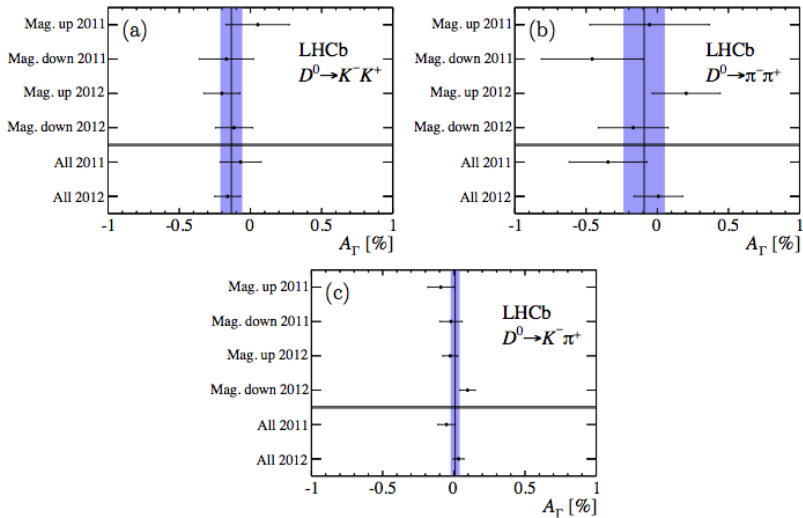 (a)
LHCb
D⁰→K⁻K⁺
Mag. up 2011
Mag. down 2011
Mag. up 2012
Mag. down 2012
All 2011
All 2012
-1 -0.5 0 0.5 1
A_Γ [%]
(b)
LHCb
D⁰→π⁻π⁺
Mag. up 2011
Mag. down 2011
Mag. up 2012
Mag. down 2012
All 2011
All 2012
-1 -0.5 0 0.5 1
A_Γ [%]
(c)
LHCb
D⁰→K⁻π⁺
Mag. up 2011
Mag. down 2011
Mag. up 2012
Mag. down 2012
All 2011
All 2012
-1 -0.5 0 0.5 1
A_Γ [%]